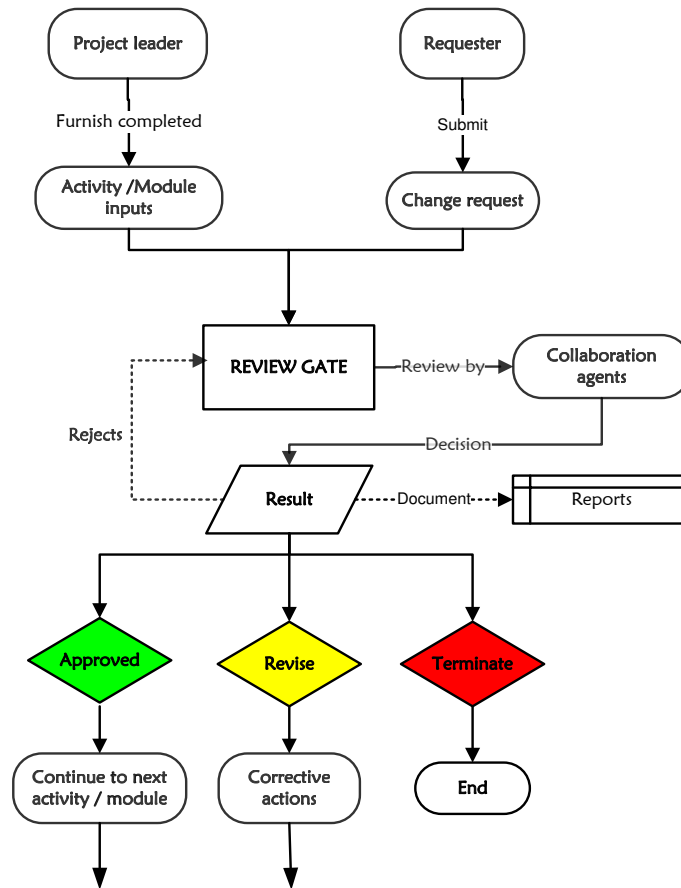 Project leader
Requester
Furnish completed
Submit
Activity /Module
inputs
Change request
REVIEW GATE
Review by
Collaboration
agents
Rejects
Decision
Result
Document
Reports
Approved
Revise
Terminate
Continue to next
activity / module
Corrective
actions
End